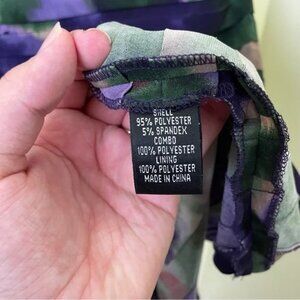 SHELL
95% POLYESTER
5% SPANDEX
COMBO
100% POLYESTER
LINING
100% POLYESTER
MADE IN CHINA